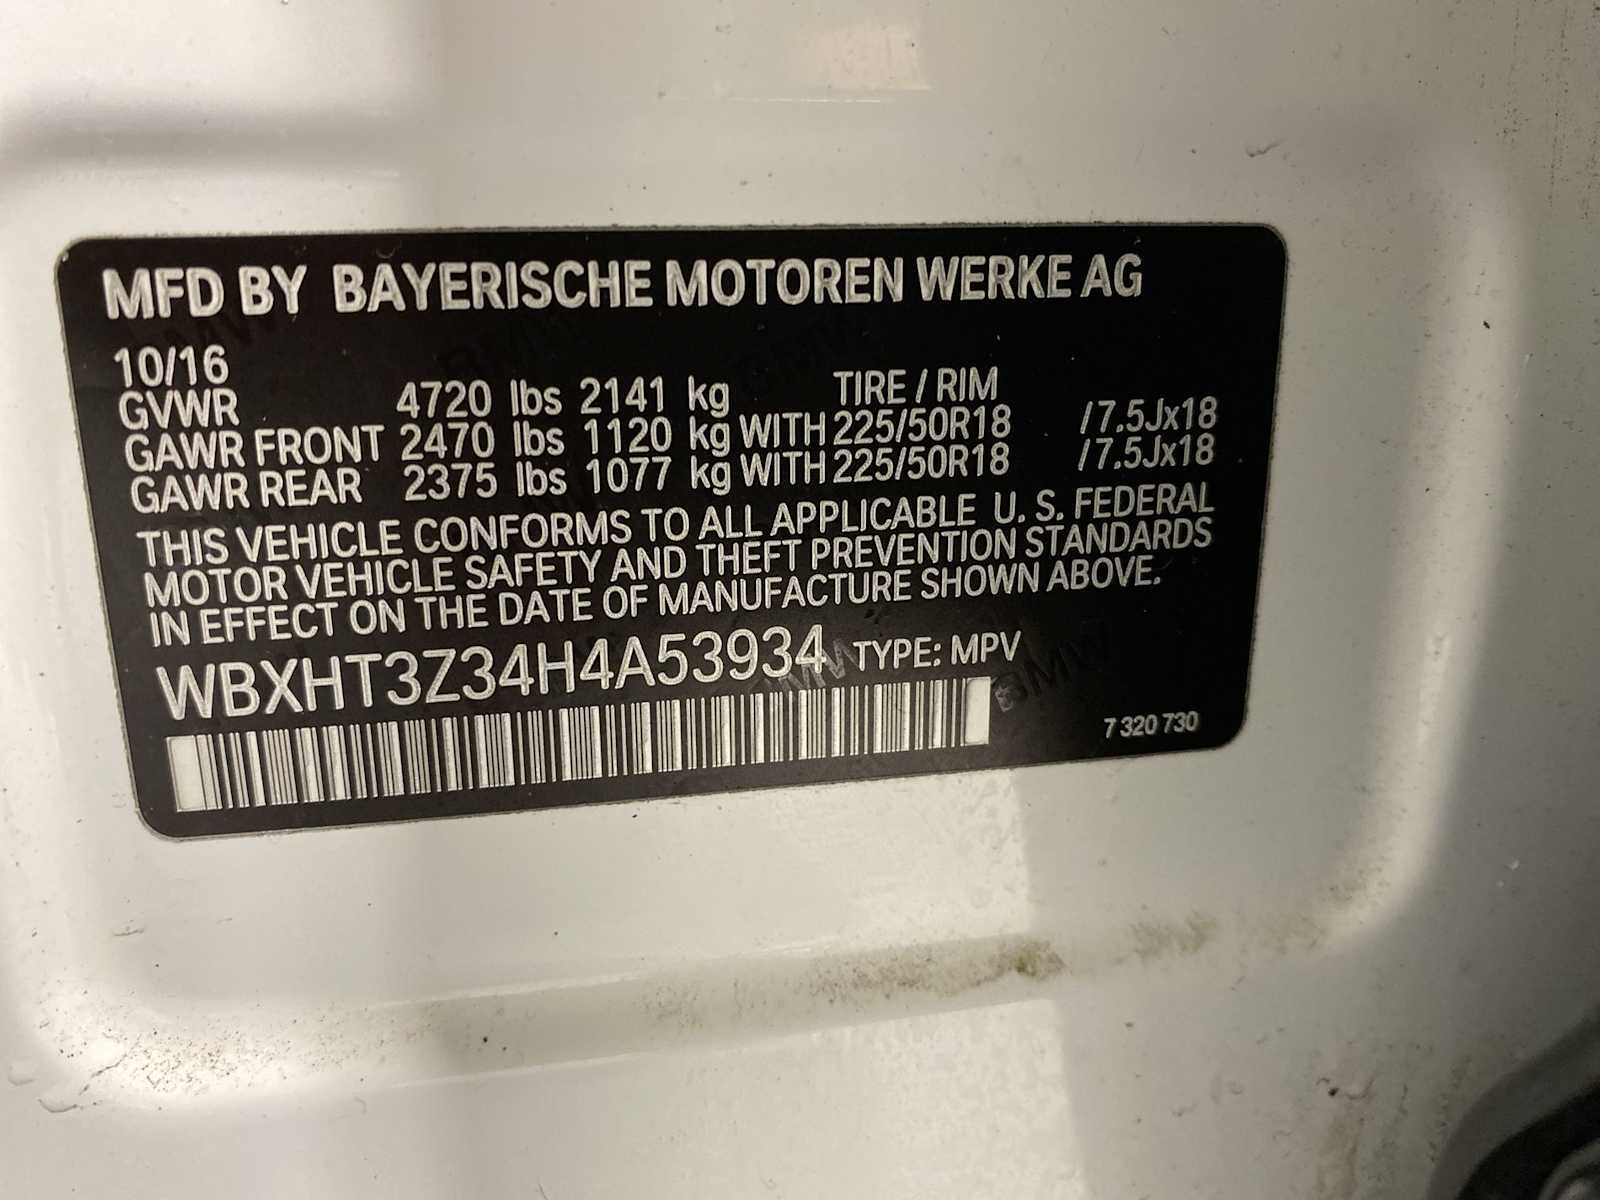 MFD BY BAYERISCHE MOTOREN WERKE AG
10/16
GVWR 4720 lbs 2141 kg TIRE / RIM
GAWR FRONT 2470 lbs 1120 kg WITH 225/50R18 /7.5Jx18
GAWR REAR 2375 lbs 1077 kg WITH 225/50R18 /7.5Jx18
THIS VEHICLE CONFORMS TO ALL APPLICABLE U. S. FEDERAL
MOTOR VEHICLE SAFETY AND THEFT PREVENTION STANDARDS
IN EFFECT ON THE DATE OF MANUFACTURE SHOWN ABOVE.
WBXHT3Z34H4A53934 TYPE: MPV
7 320 730